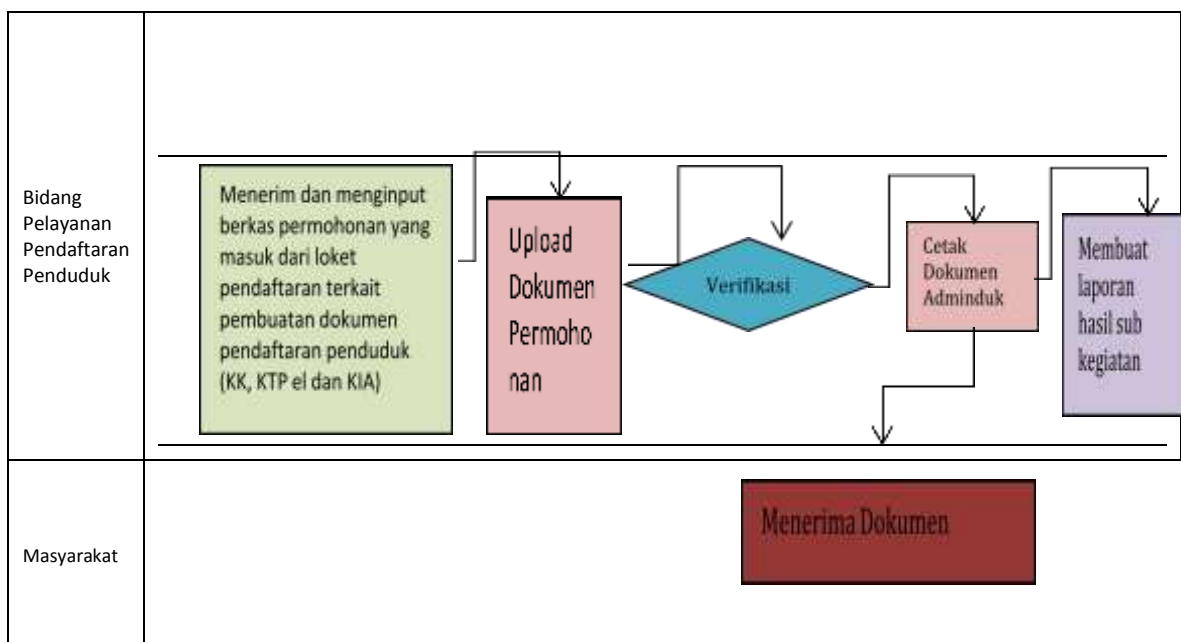 Bidang
Pelayanan
Pendaftaran
Penduduk
Menerim dan menginput
berkas permohonan yang
masuk dari loket
pendaftaran terkait
pembuatan dokumen
pendaftaran penduduk
(KK, KTP el dan KIA)
Upload
Dokumen
Permoho
nan
Verifikasi
Cetak
Dokumen
Adminduk
Membuat
laporan
hasil sub
kegiatan
Masyarakat
Menerima Dokumen